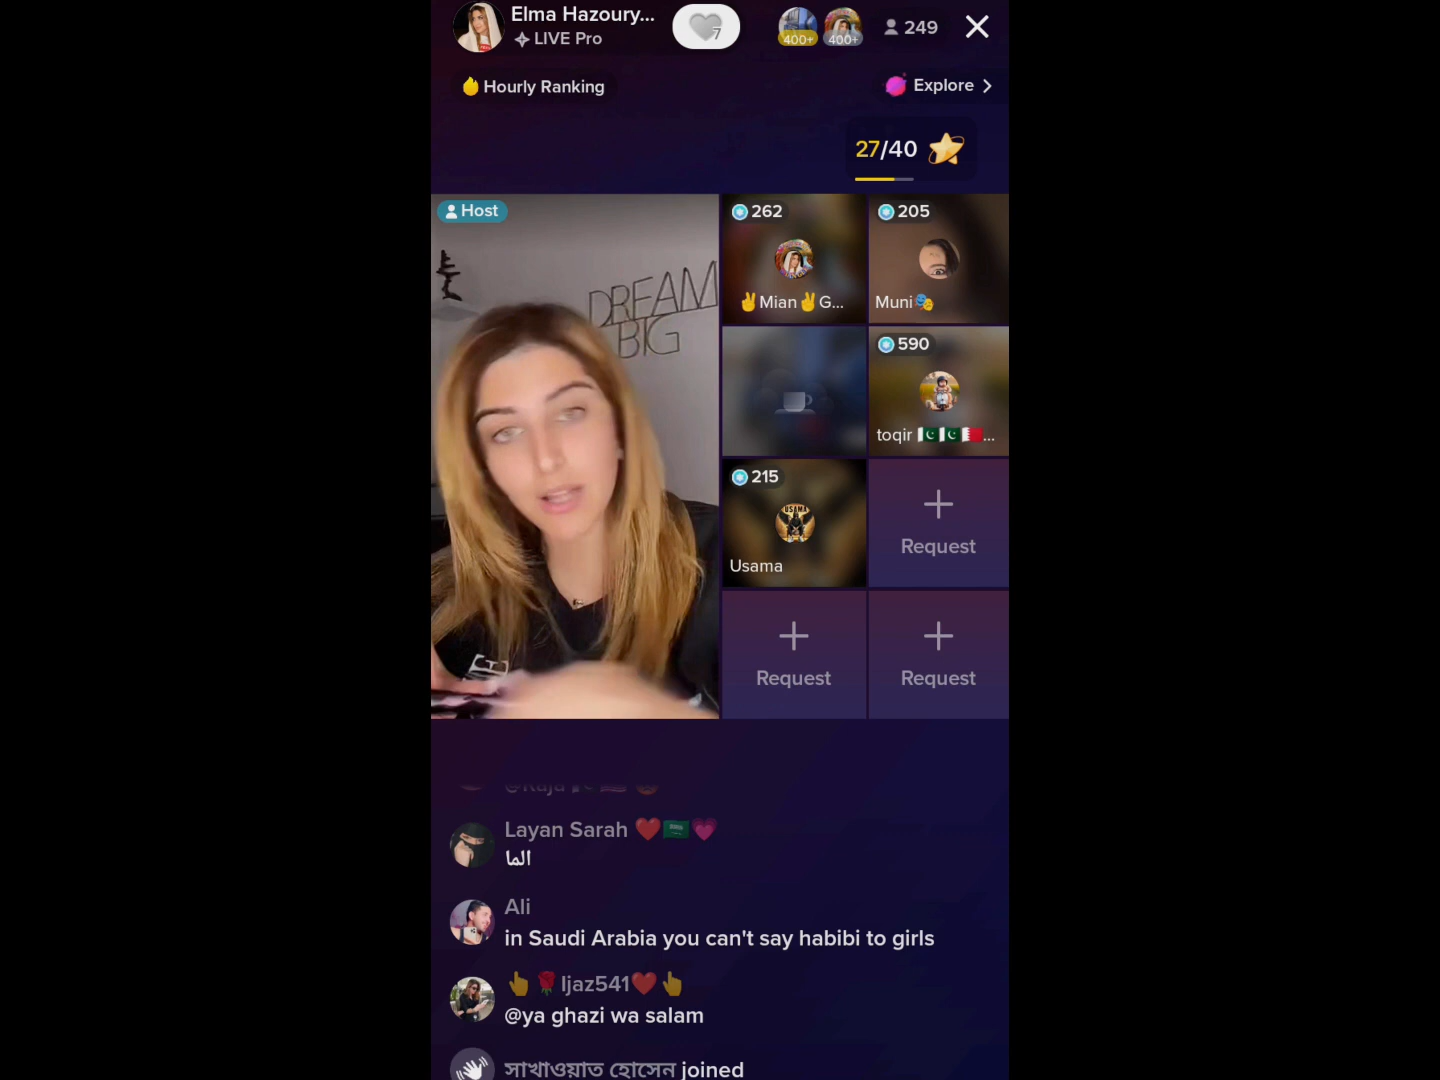 Elma Hazoury...
LIVE Pro
7
400+
400+
249
Hourly Ranking
Explore
27/40
Host
DREAM
BIG
262
✌Mian✌G...
205
Muni🎭
590
toqir 🇵🇰🇵🇰🇧🇭...
215
USAMA
Usama
Request
Request
Request
Layan Sarah ❤️🇸🇦💗
الما
Ali
in Saudi Arabia you can't say habibi to girls
👆🌹Ijaz541❤️👆
@ya ghazi wa salam
সাখাওয়াত হোসেন joined